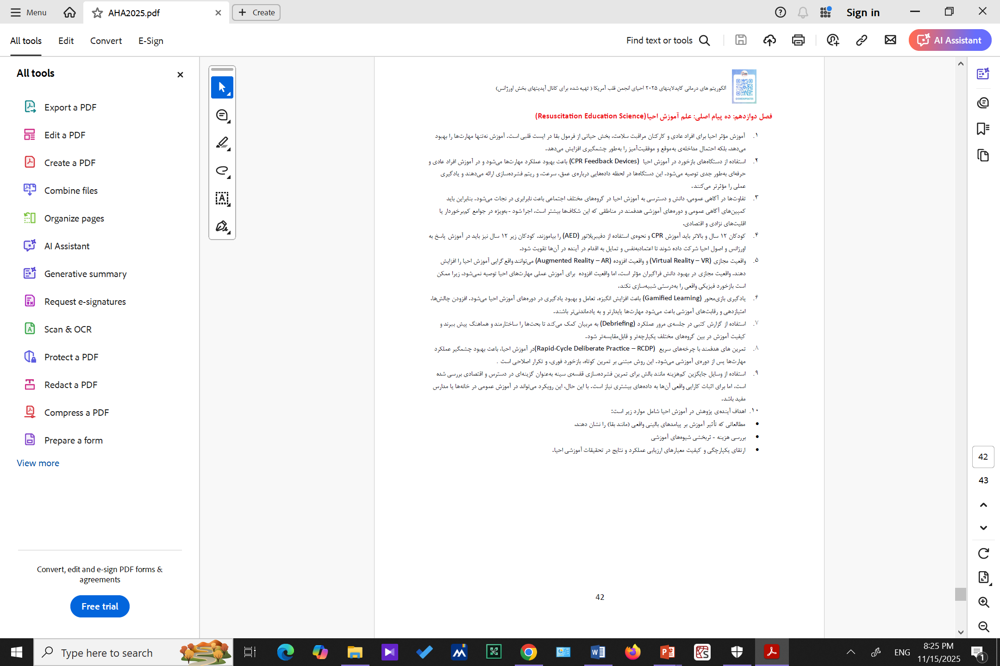 Menu
AHA2025.pdf
Create
Sign in
All tools
Edit
Convert
E-Sign
Find text or tools
AI Assistant
All tools
Export a PDF
Edit a PDF
Create a PDF
Combine files
Organize pages
AI Assistant
Generative summary
Request e-signatures
Scan & OCR
Protect a PDF
Redact a PDF
Compress a PDF
Prepare a form
View more
Convert, edit and e-sign PDF forms &
agreements
Free trial
الگوریتم های درمانی گایدلاینهای ۲۰۲۵ احیای انجمن قلب آمریکا ( تهیه شده برای کانال آپدیتهای بخش اورژانس)
@EMEDUPDATES
فصل دوازدهم: ده پیام اصلی: علم آموزش احیا(Resuscitation Education Science)
۱. آموزش مؤثر احیا برای افراد عادی و کارکنان مراقبت سلامت، بخش حیاتی از فرمول بقا در ایست قلبی است. آموزش نه‌تنها مهارت‌ها را بهبود
می‌دهد، بلکه احتمال مداخله‌ی به‌موقع و موفقیت‌آمیز را به‌طور چشمگیری افزایش می‌دهد.
۲. استفاده از دستگاه‌های بازخورد در آموزش احیا (CPR Feedback Devices) باعث بهبود عملکرد مهارت‌ها می‌شود و در آموزش افراد عادی و
حرفه‌ای به‌طور جدی توصیه می‌شود. این دستگاه‌ها در لحظه داده‌هایی درباره‌ی عمق، سرعت، و ریتم فشرده‌سازی ارائه می‌دهند و یادگیری
عملی را مؤثرتر می‌کنند.
۳. تفاوت‌ها در آگاهی عمومی، دانش و دسترسی به آموزش احیا در گروه‌های مختلف اجتماعی باعث نابرابری در نجات می‌شود. بنابراین باید
کمپین‌های آگاهی عمومی و دوره‌های آموزشی هدفمند در مناطقی که این شکاف‌ها بیشتر است، اجرا شود - به‌ویژه در جوامع کم‌برخوردار یا
اقلیت‌های نژادی و اقتصادی.
۴. کودکان ۱۲ سال و بالاتر باید آموزش CPR و نحوه‌ی استفاده از دفیبریلاتور (AED) را بیاموزند. کودکان زیر ۱۲ سال نیز باید در آموزش پاسخ به
اورژانس و اصول احیا شرکت داده شوند تا اعتمادبه‌نفس و تمایل به اقدام در آینده در آن‌ها تقویت شود.
۵. واقعیت مجازی (Virtual Reality – VR) و واقعیت افزوده (Augmented Reality – AR) می‌توانند واقع گرایی آموزش احیا را افزایش
دهند. واقعیت مجازی در بهبود دانش فراگیران مؤثر است، اما واقعیت افزوده برای آموزش عملی مهارت‌های احیا توصیه نمی‌شود، زیرا ممکن
است بازخورد فیزیکی واقعی را به‌درستی شبیه‌سازی نکند.
۶. یادگیری بازی‌محور (Gamified Learning) باعث افزایش انگیزه، تعامل و بهبود یادگیری در دوره‌های آموزش احیا می‌شود. افزودن چالش‌ها،
امتیازدهی و رقابت‌های آموزشی باعث می‌شود مهارت‌ها پایدارتر و به یادماندنی‌تر باشند.
۷. استفاده از گزارش کتبی در جلسه‌ی مرور عملکرد (Debriefing) به مربیان کمک می‌کند تا بحث‌ها را ساختارمند و هماهنگ پیش ببرند و
کیفیت آموزش در بین گروه‌های مختلف یکپارچه‌تر و قابل‌مقایسه‌تر شود.
۸. تمرین های هدفمند با چرخه‌های سریع (Rapid-Cycle Deliberate Practice – RCDP)در آموزش احیا، باعث بهبود چشمگیر عملکرد
مهارت‌ها پس از دوره‌ی آموزشی می‌شود. این روش مبتنی بر تمرین کوتاه، بازخورد فوری، و تکرار اصلاحی است .
۹. استفاده از وسایل جایگزین کم‌هزینه مانند بالش برای تمرین فشرده‌سازی قفسه‌ی سینه به‌عنوان گزینه‌ای در دسترس و اقتصادی بررسی شده
است، اما برای اثبات کارایی واقعی آن‌ها به داده‌های بیشتری نیاز است. با این حال، این رویکرد می‌تواند در آموزش عمومی در خانه‌ها یا مدارس
مفید باشد.
۱۰. اهداف آینده‌ی پژوهش در آموزش احیا شامل موارد زیر است:
• مطالعاتی که تأثیر آموزش بر پیامدهای بالینی واقعی (مانند بقا) را نشان دهند،
• بررسی هزینه - ثربخشی شیوه‌های آموزشی
• ارتقای یکپارچگی و کیفیت معیارهای ارزیابی عملکرد و نتایج در تحقیقات آموزشی احیا.
42
42
43
Type here to search
ENG
8:25 PM
11/15/2025
1